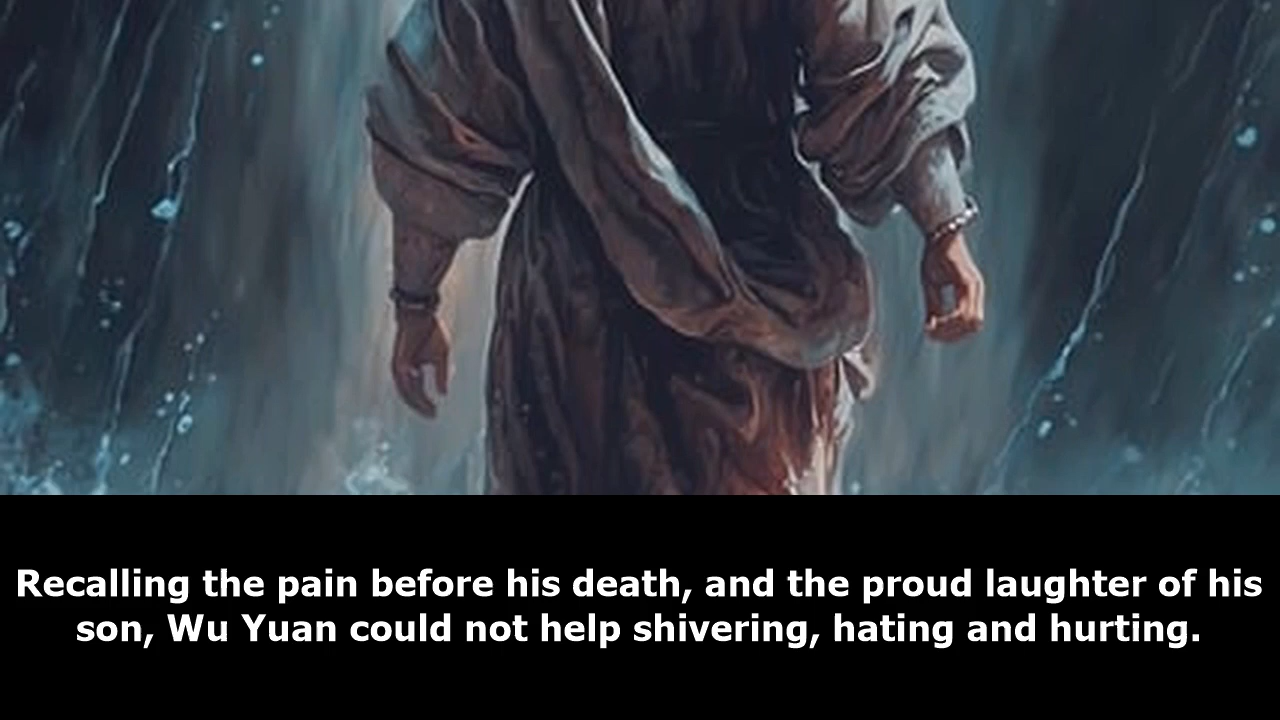 Recalling the pain before his death, and the proud laughter of his
son, Wu Yuan could not help shivering, hating and hurting.